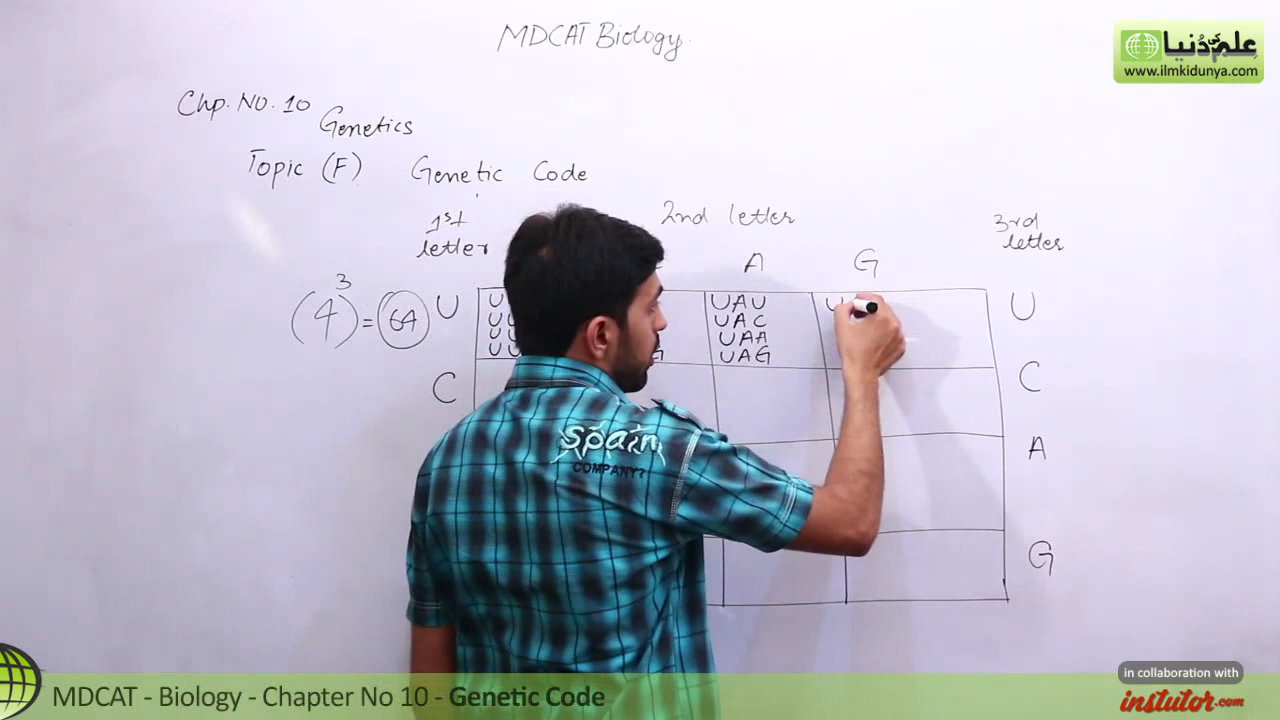 MDCAT Biology
علم کی دنیا
www.ilmkidunya.com
Chp. No. 10
Genetics
Topic (F) Genetic Code
1st
letter
2nd letter
3rd
letter
A G
(4)³ = 64
U
C
UAU
UAC
UAA
UAG
U
C
A
G
spain
COMPANY?
in collaboration with
instutor.com
MDCAT - Biology - Chapter No 10 - Genetic Code